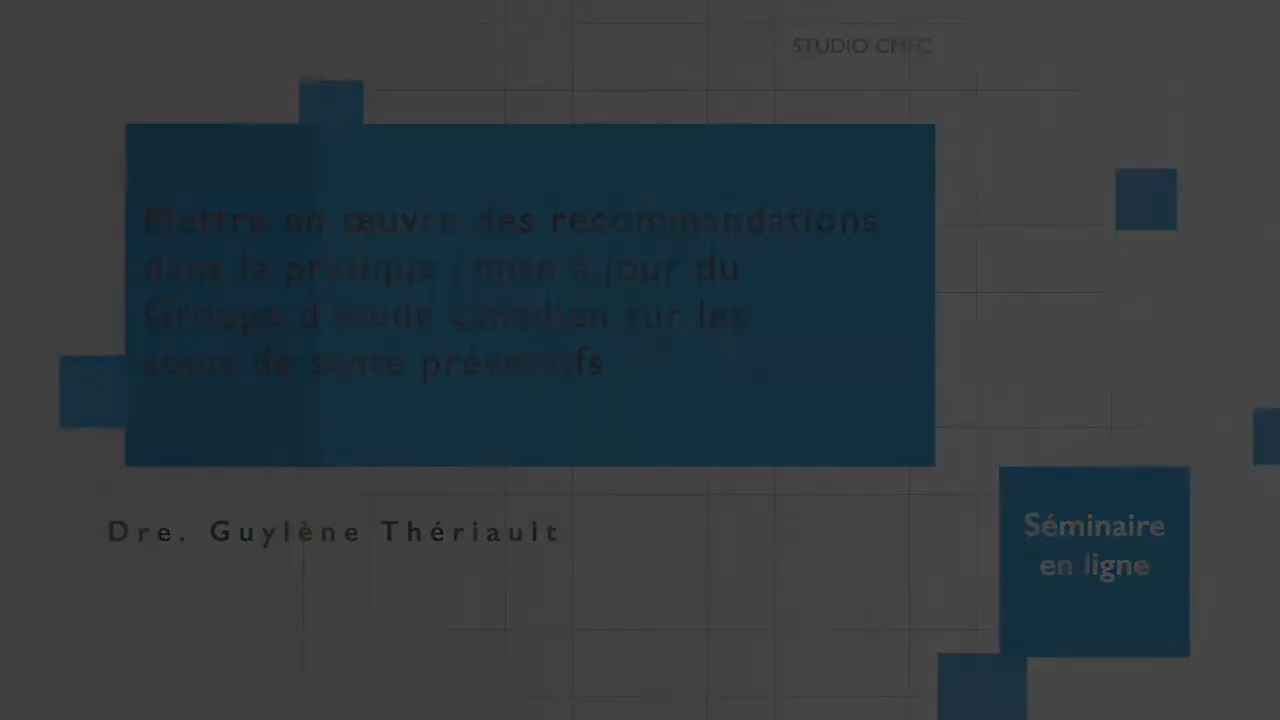 STUDIO CMFC
Mettre en œuvre des recommandations
dans la pratique : mise à jour du
Groupe d'étude canadien sur les
soins de santé préventifs
Dre. Guylène Thériault
Séminaire
en ligne